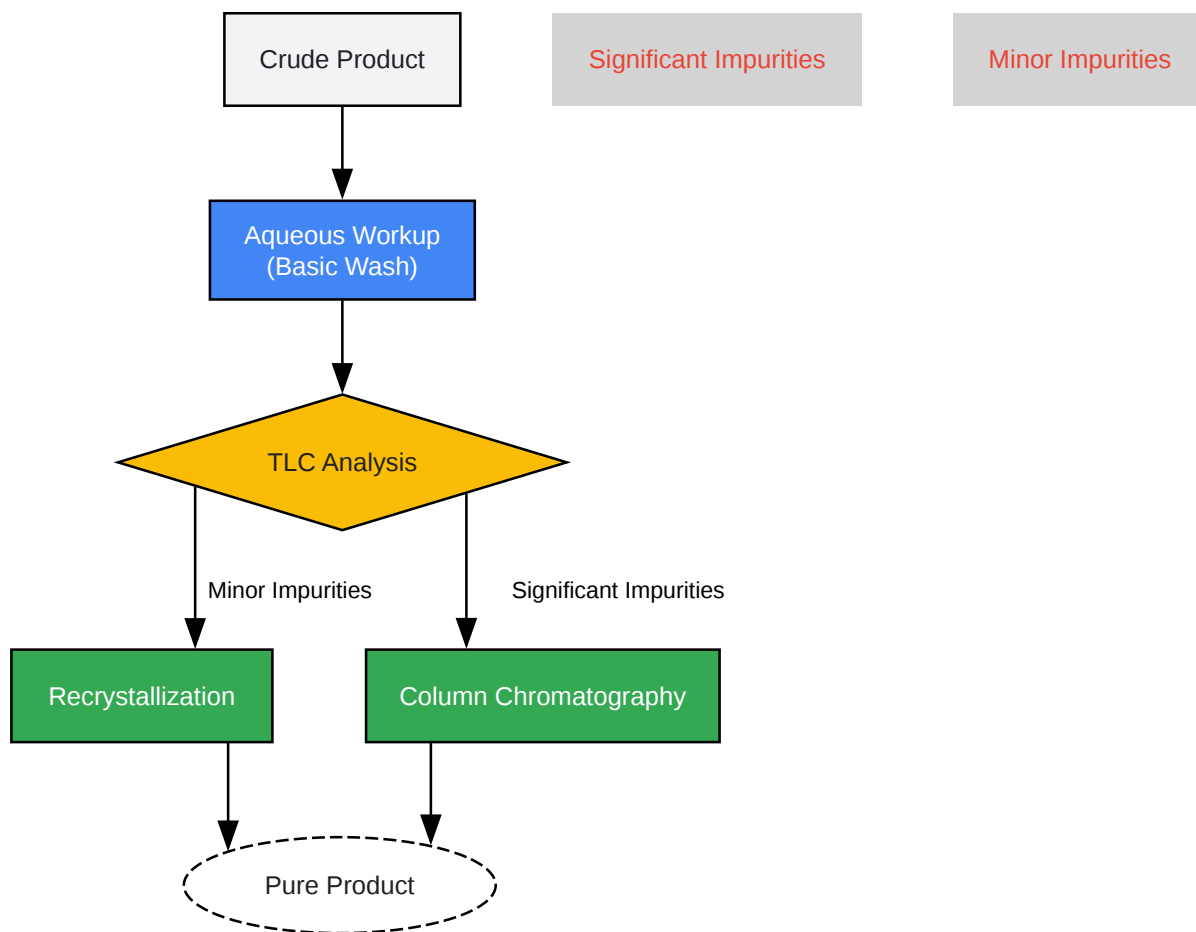 Crude Product
Significant Impurities
Minor Impurities
Aqueous Workup
(Basic Wash)
TLC Analysis
Minor Impurities
Significant Impurities
Recrystallization
Column Chromatography
Pure Product